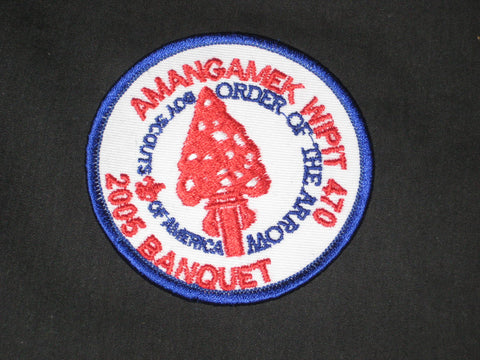 AMANGAMEK WIPIT 470
ORDER OF THE ARROW
BOY SCOUTS
OF AMERICA
2005 BANQUET